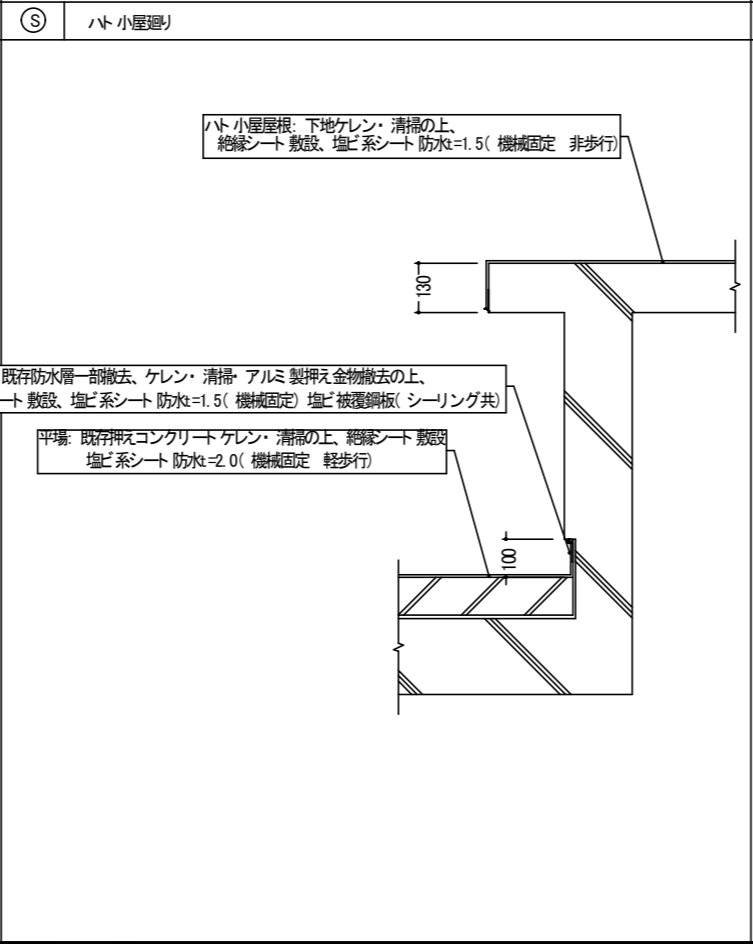 S ハト小屋廻り
ハト小屋屋根: 下地ケレン・清掃の上、
絶縁シート敷設、塩ビ系シート防水t=1.5(機械固定 非歩行)
130
既存防水層一部撤去、ケレン・清掃・アルミ製押え金物撤去の上、
ート敷設、塩ビ系シート防水t=1.5(機械固定)塩ビ被覆鋼板(シーリング共)
平場: 既存押えコンクリートケレン・清掃の上、絶縁シート敷設
塩ビ系シート防水t=2.0(機械固定 軽歩行)
100